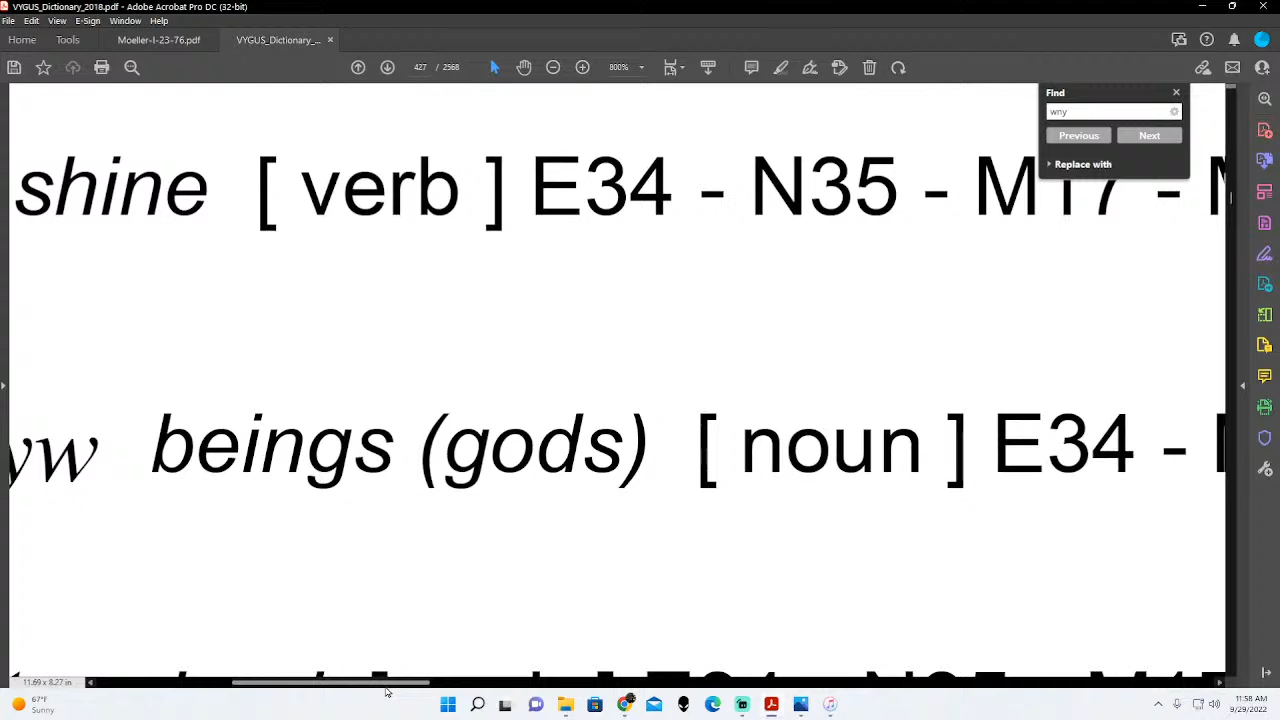 VYGUS_Dictionary_2018.pdf - Adobe Acrobat Pro DC (32-bit)
File Edit View E-Sign Window Help
Home Tools Moeller-I-23-76.pdf VYGUS_Dictionary_... ×
427 / 2568 800%
Find
wny
Previous Next
Replace with
shine [ verb ] E34 - N35 - M17 -
yw beings (gods) [ noun ] E34 -
11.69 x 8.27 in
67°F
Sunny
11:58 AM
9/29/2022